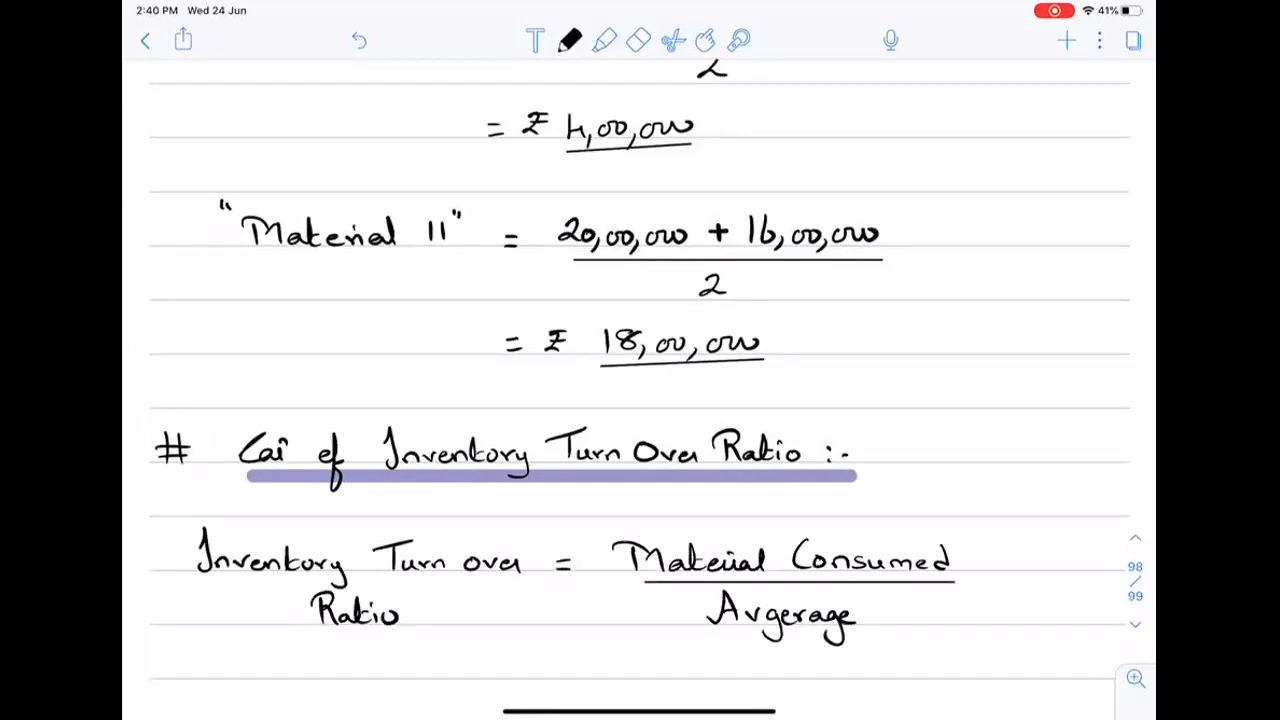 2:40 PM Wed 24 Jun 41%
2
= ₹ 4,00,000
"Material II" = 20,00,000 + 16,00,000
2
= ₹ 18,00,000
# Cal of Inventory Turn Over Ratio :-
Inventory Turn over = Material Consumed
Ratio Avgerage
98
/
99